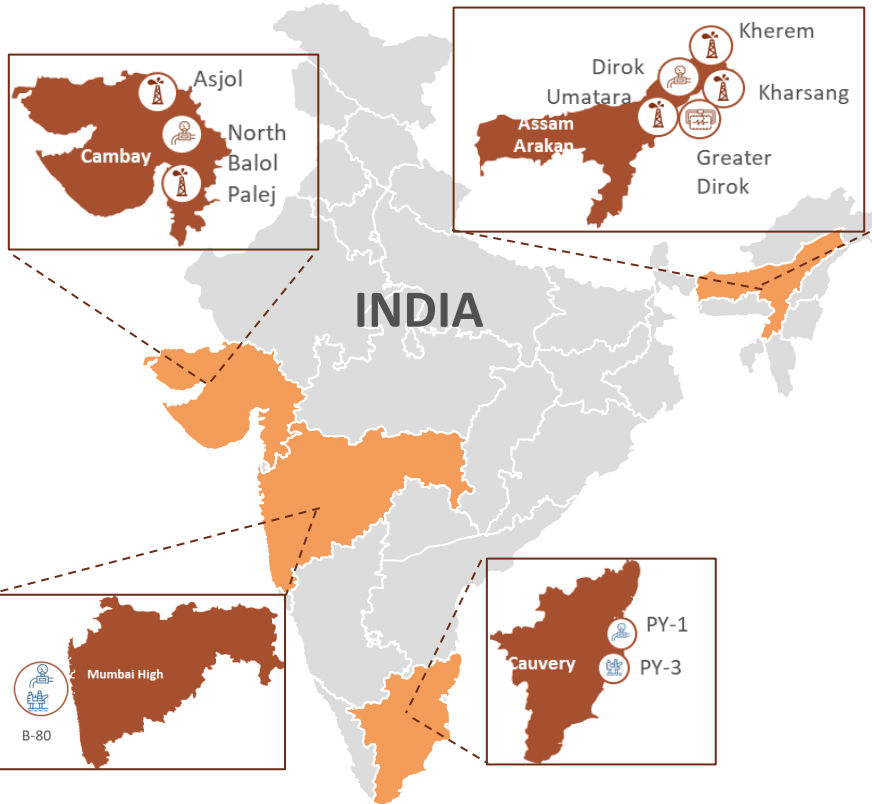 Asjol
North
Balol
Palej
Cambay
Kherem
Dirok
Umatara
Kharsang
Assam
Arakan
Greater
Dirok
INDIA
Mumbai High
B-80
PY-1
Cauvery
PY-3